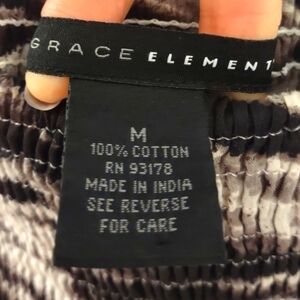 GRACE ELEMENT
M
100% COTTON
RN 93178
MADE IN INDIA
SEE REVERSE
FOR CARE